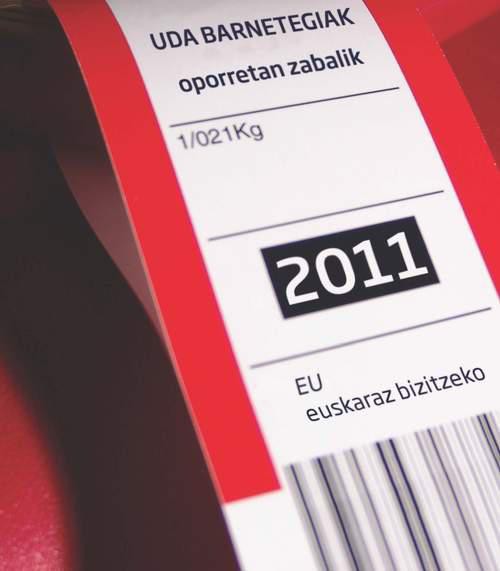 UDA BARNETEGIAK
oporretan zabalik
1/021Kg
2011
EU
euskaraz bizitzeko